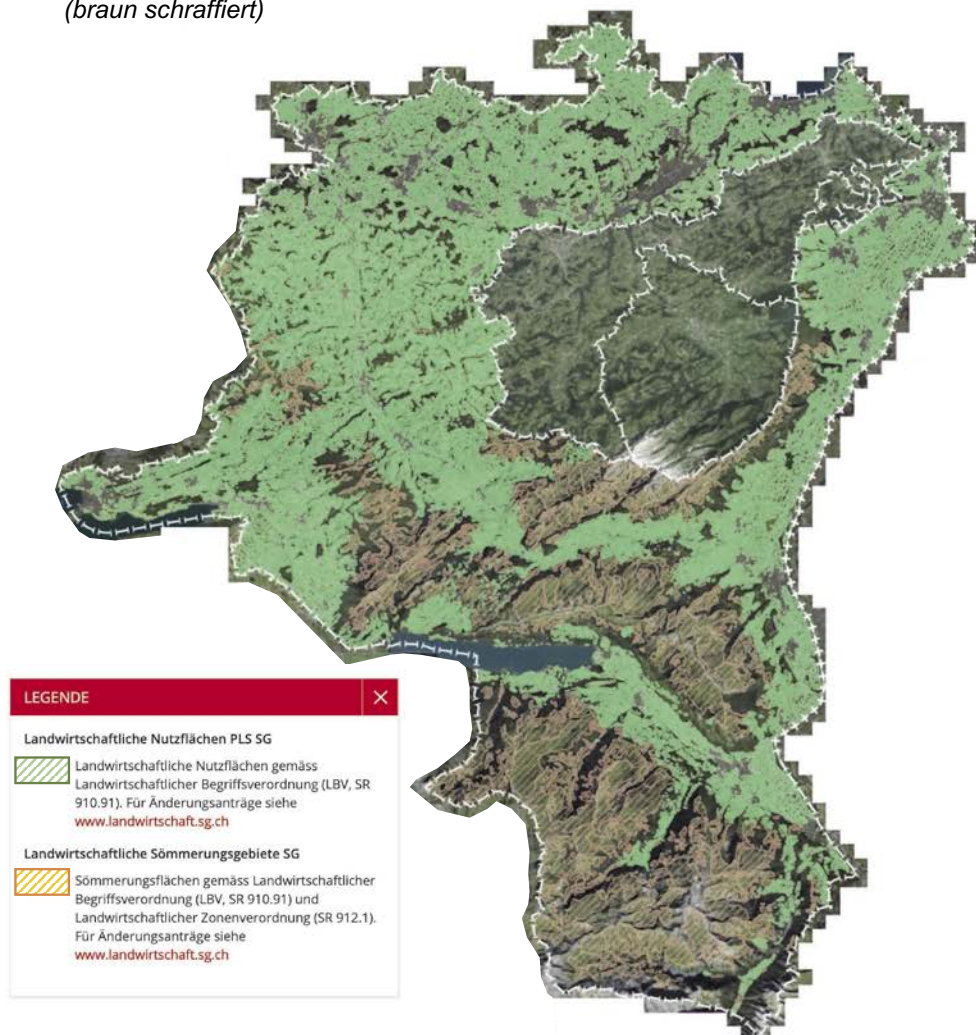 (braun schraffiert)
LEGENDE
Landwirtschaftliche Nutzflächen PLS SG
Landwirtschaftliche Nutzflächen gemäss
Landwirtschaftlicher Begriffsverordnung (LBV, SR
910.91). Für Änderungsanträge siehe
www.landwirtschaft.sg.ch
Landwirtschaftliche Sömmerungsgebiete SG
Sömmerungsflächen gemäss Landwirtschaftlicher
Begriffsverordnung (LBV, SR 910.91) und
Landwirtschaftlicher Zonenverordnung (SR 912.1).
Für Änderungsanträge siehe
www.landwirtschaft.sg.ch